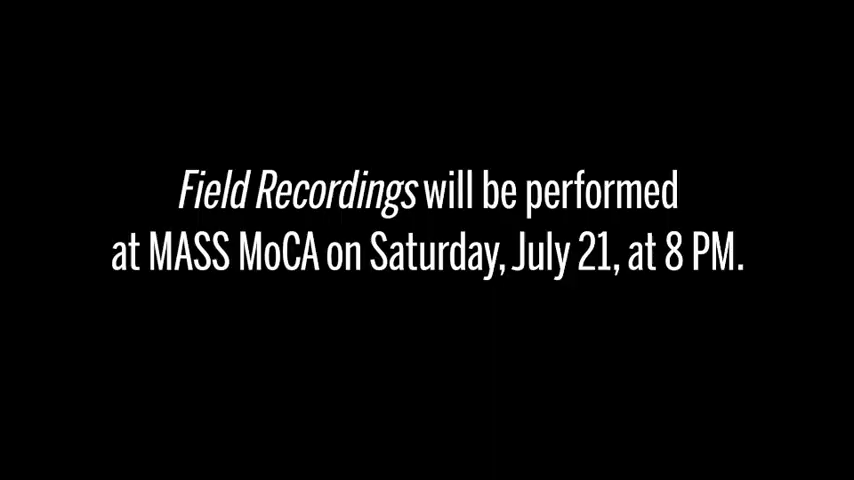 Field Recordings will be performed
at MASS MoCA on Saturday, July 21, at 8 PM.